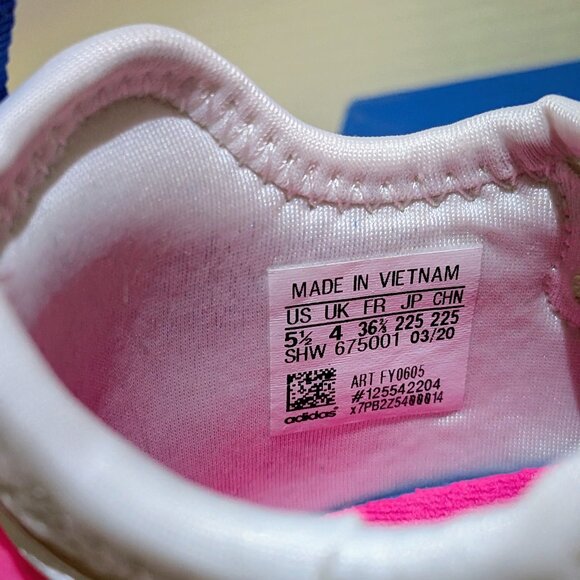 MADE IN VIETNAM
US UK FR JP CHN
5½ 4 36⅔ 225 225
SHW 675001 03/20
ART FY0605
#125542204
adidas®